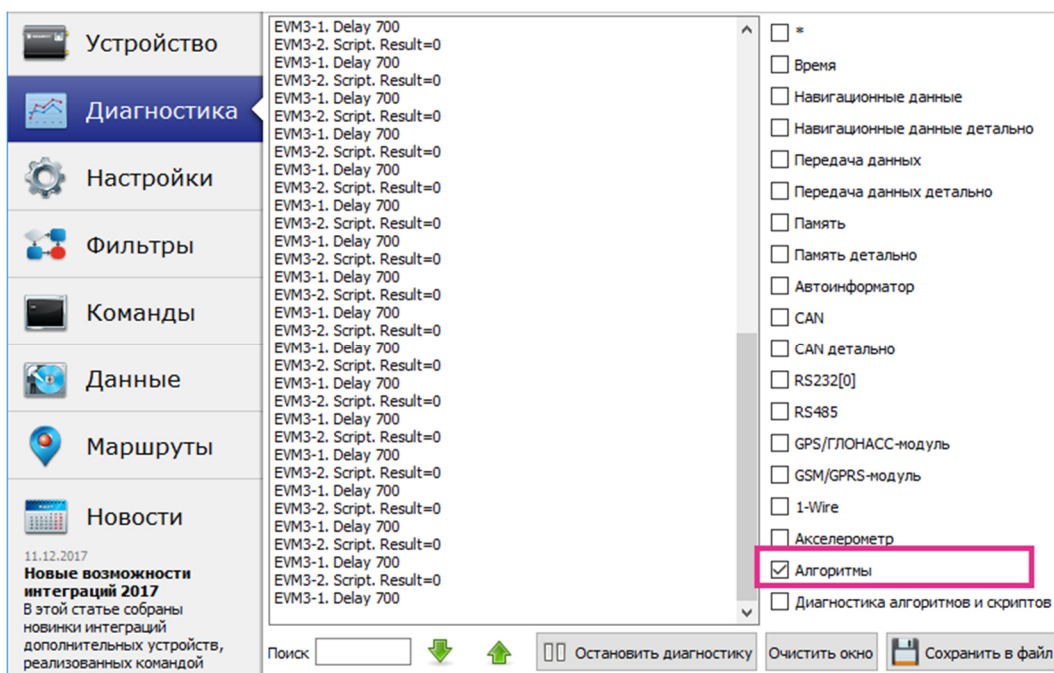 Устройство
Диагностика
Настройки
Фильтры
Команды
Данные
Маршруты
Новости
11.12.2017
Новые возможности
интеграций 2017
В этой статье собраны
новинки интеграций
дополнительных устройств,
реализованных командой
EVM3-1. Delay 700
EVM3-2. Script. Result=0
EVM3-1. Delay 700
EVM3-2. Script. Result=0
EVM3-1. Delay 700
EVM3-2. Script. Result=0
EVM3-1. Delay 700
EVM3-2. Script. Result=0
EVM3-1. Delay 700
EVM3-2. Script. Result=0
EVM3-1. Delay 700
EVM3-2. Script. Result=0
EVM3-1. Delay 700
EVM3-2. Script. Result=0
EVM3-1. Delay 700
EVM3-2. Script. Result=0
EVM3-1. Delay 700
EVM3-2. Script. Result=0
EVM3-1. Delay 700
EVM3-2. Script. Result=0
EVM3-1. Delay 700
EVM3-2. Script. Result=0
EVM3-1. Delay 700
EVM3-2. Script. Result=0
EVM3-1. Delay 700
EVM3-2. Script. Result=0
EVM3-1. Delay 700
EVM3-2. Script. Result=0
EVM3-1. Delay 700
EVM3-2. Script. Result=0
EVM3-1. Delay 700
EVM3-2. Script. Result=0
EVM3-1. Delay 700
*
Время
Навигационные данные
Навигационные данные детально
Передача данных
Передача данных детально
Память
Память детально
Автоинформатор
CAN
CAN детально
RS232[0]
RS485
GPS/ГЛОНАСС-модуль
GSM/GPRS-модуль
1-Wire
Акселерометр
Алгоритмы
Диагностика алгоритмов и скриптов
Поиск
Остановить диагностику
Очистить окно
Сохранить в файл